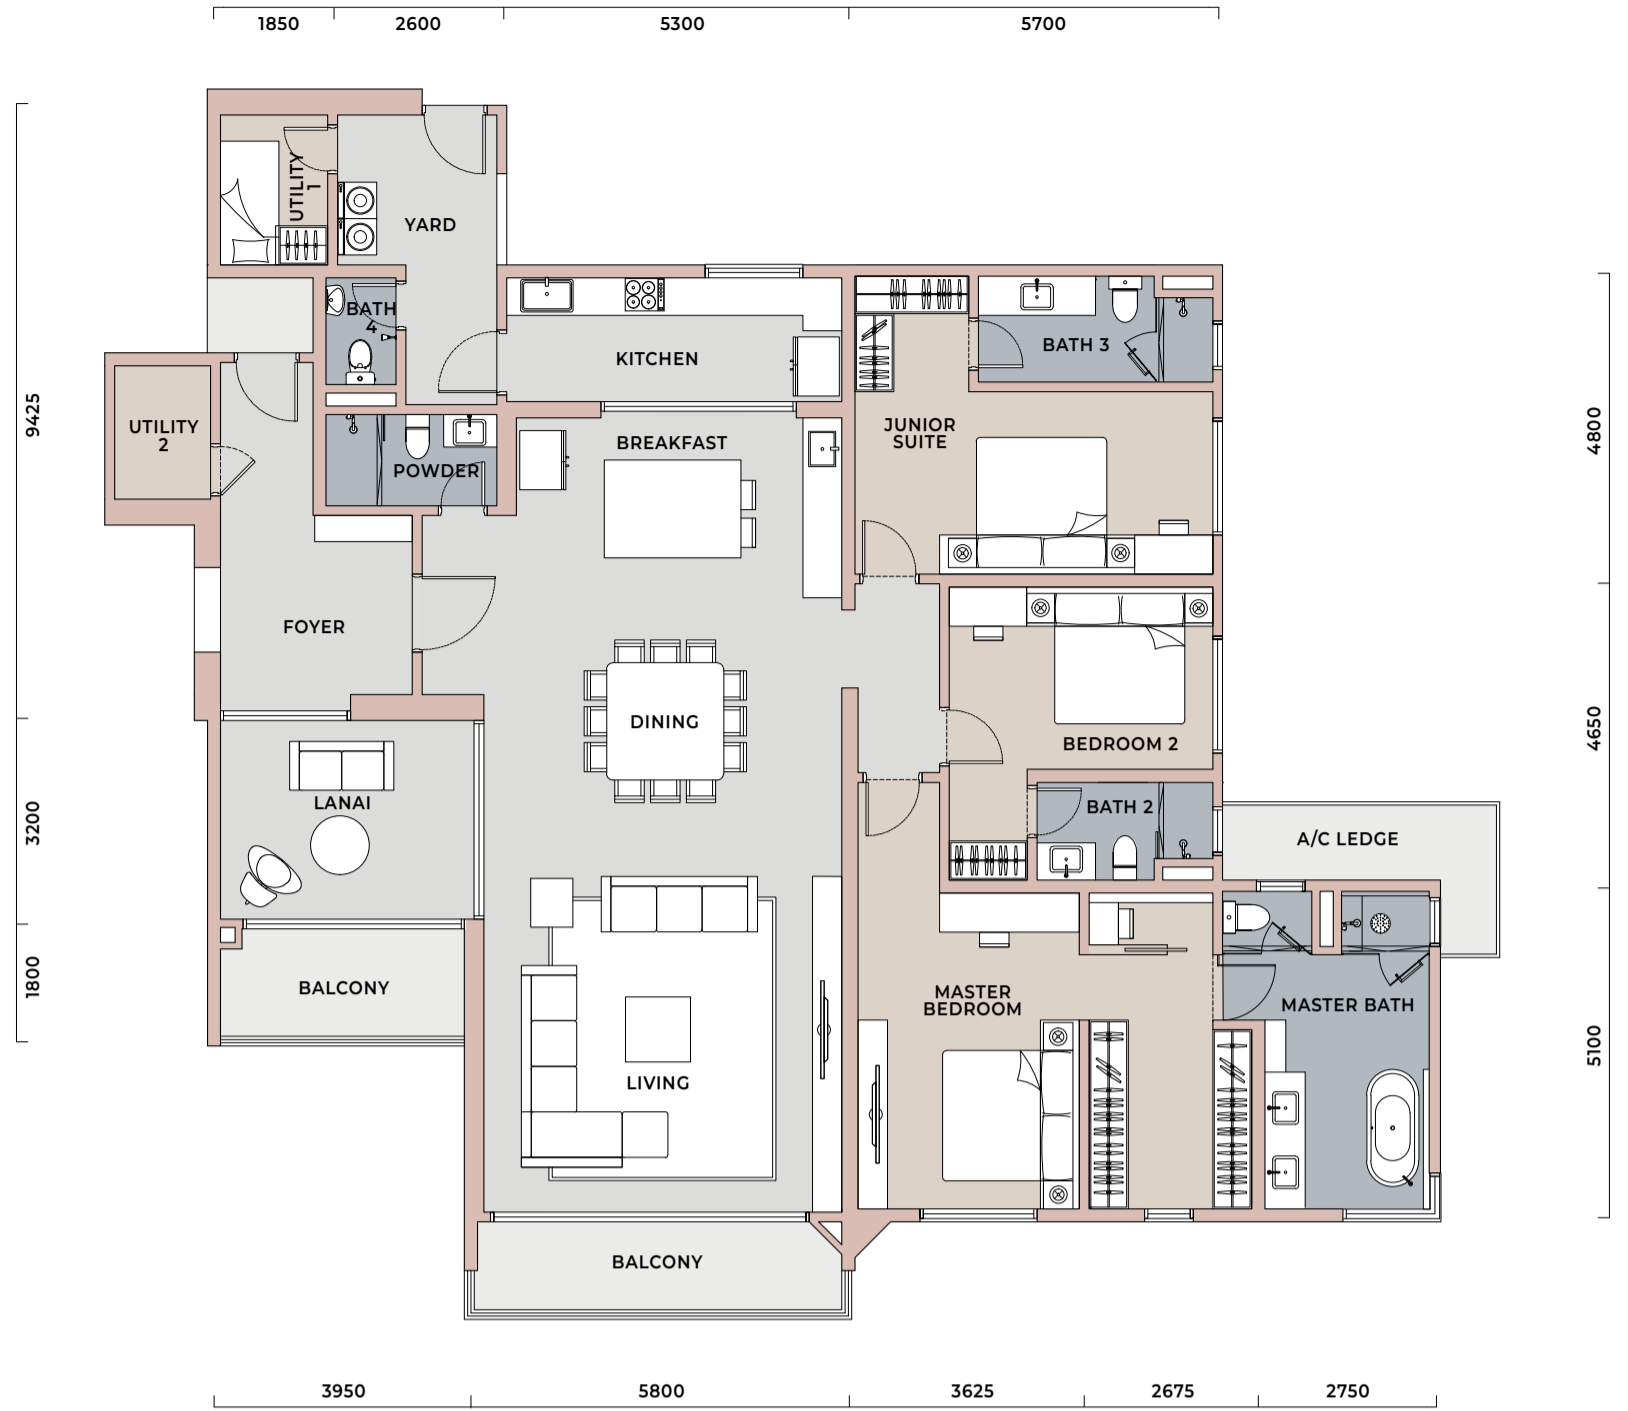 1850 2600 5300 5700
UTILITY
1
YARD
BATH
4
KITCHEN
BATH 3
9425
4800
UTILITY
2
POWDER
BREAKFAST
JUNIOR
SUITE
FOYER
DINING
BEDROOM 2
4650
LANAI
3200
BATH 2
A/C LEDGE
BALCONY
1800
MASTER
BEDROOM
MASTER BATH
5100
LIVING
BALCONY
3950 5800 3625 2675 2750